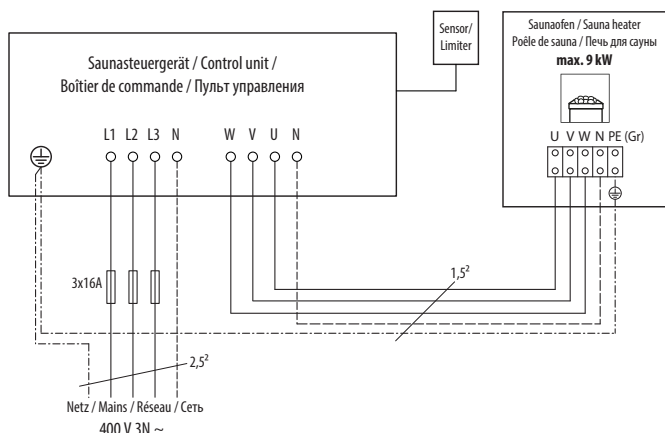 Saunasteuergerät / Control unit /
Boîtier de commande / Пульт управления
L1 L2 L3 N W V U N
Sensor/
Limiter
Saunaofen / Sauna heater
Poêle de sauna / Печь для сауны
max. 9 kW
U V W N PE (Gr)
3x16A
1,5²
2,5²
Netz / Mains / Réseau / Сеть
400 V 3N ~